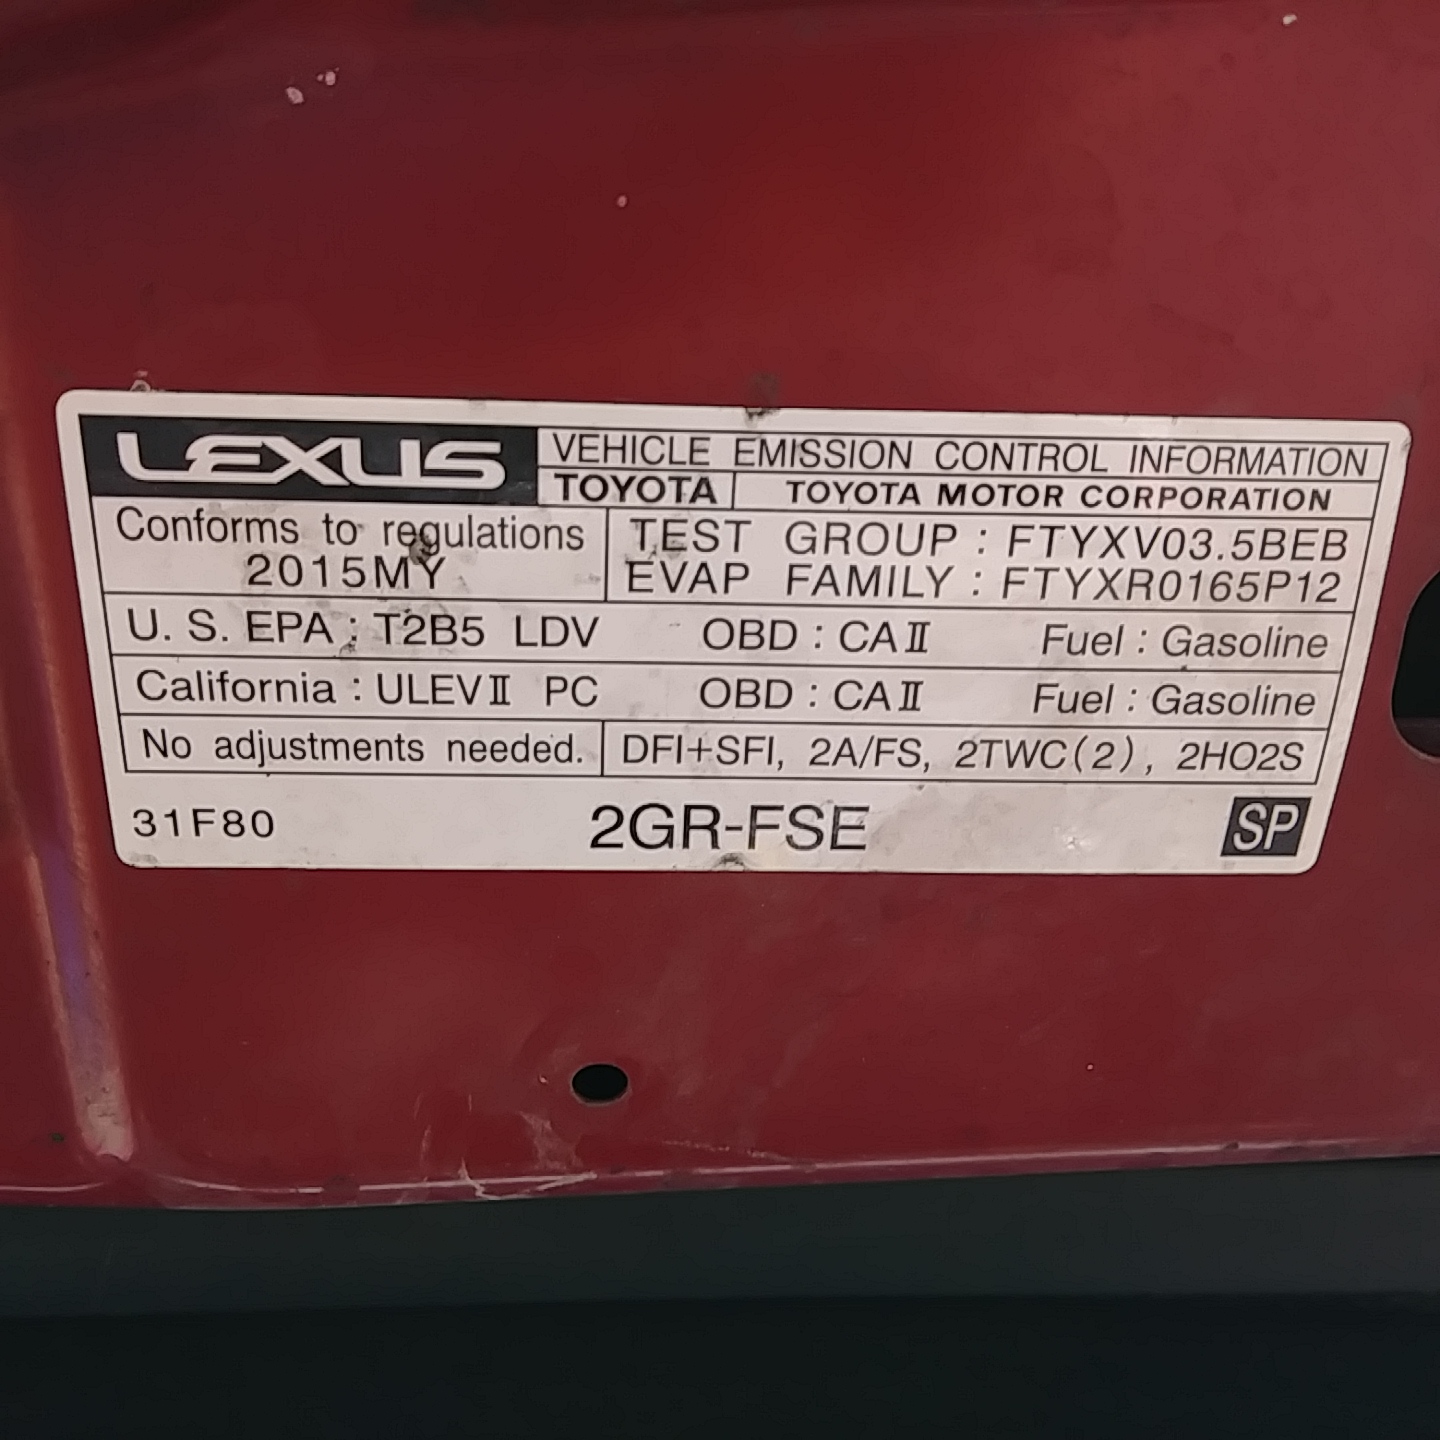 LEXUS VEHICLE EMISSION CONTROL INFORMATION
TOYOTA TOYOTA MOTOR CORPORATION
Conforms to regulations
2015MY
TEST GROUP : FTYXV03.5BEB
EVAP FAMILY : FTYXR0165P12
U. S. EPA : T2B5 LDV OBD : CAⅡ Fuel : Gasoline
California : ULEVⅡ PC OBD : CAⅡ Fuel : Gasoline
No adjustments needed. DFI+SFI, 2A/FS, 2TWC(2), 2HO2S
31F80 2GR-FSE SP